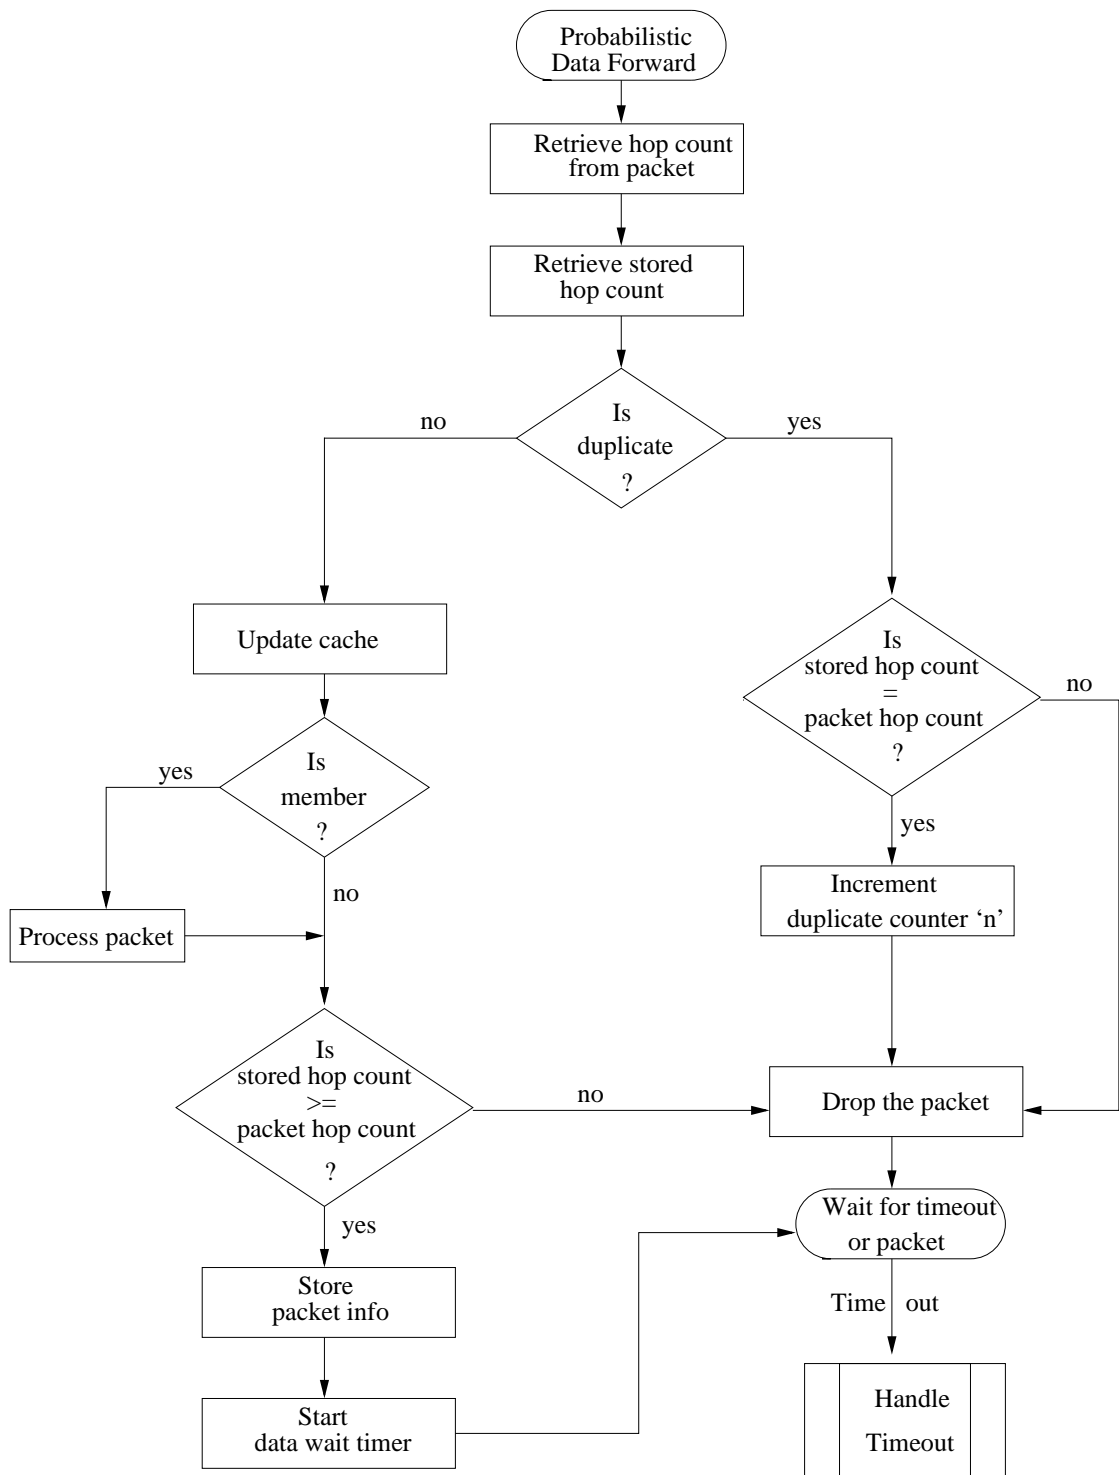 Probabilistic
Data Forward
Retrieve hop count
from packet
Retrieve stored
hop count
Is
duplicate
?
no
yes
Update cache
Is
stored hop count
=
packet hop count
?
no
yes
Is
member
?
yes
no
Process packet
Increment
duplicate counter ‘n’
Is
stored hop count
>=
packet hop count
?
no
yes
Drop the packet
Wait for timeout
or packet
Store
packet info
Time out
Start
data wait timer
Handle
Timeout